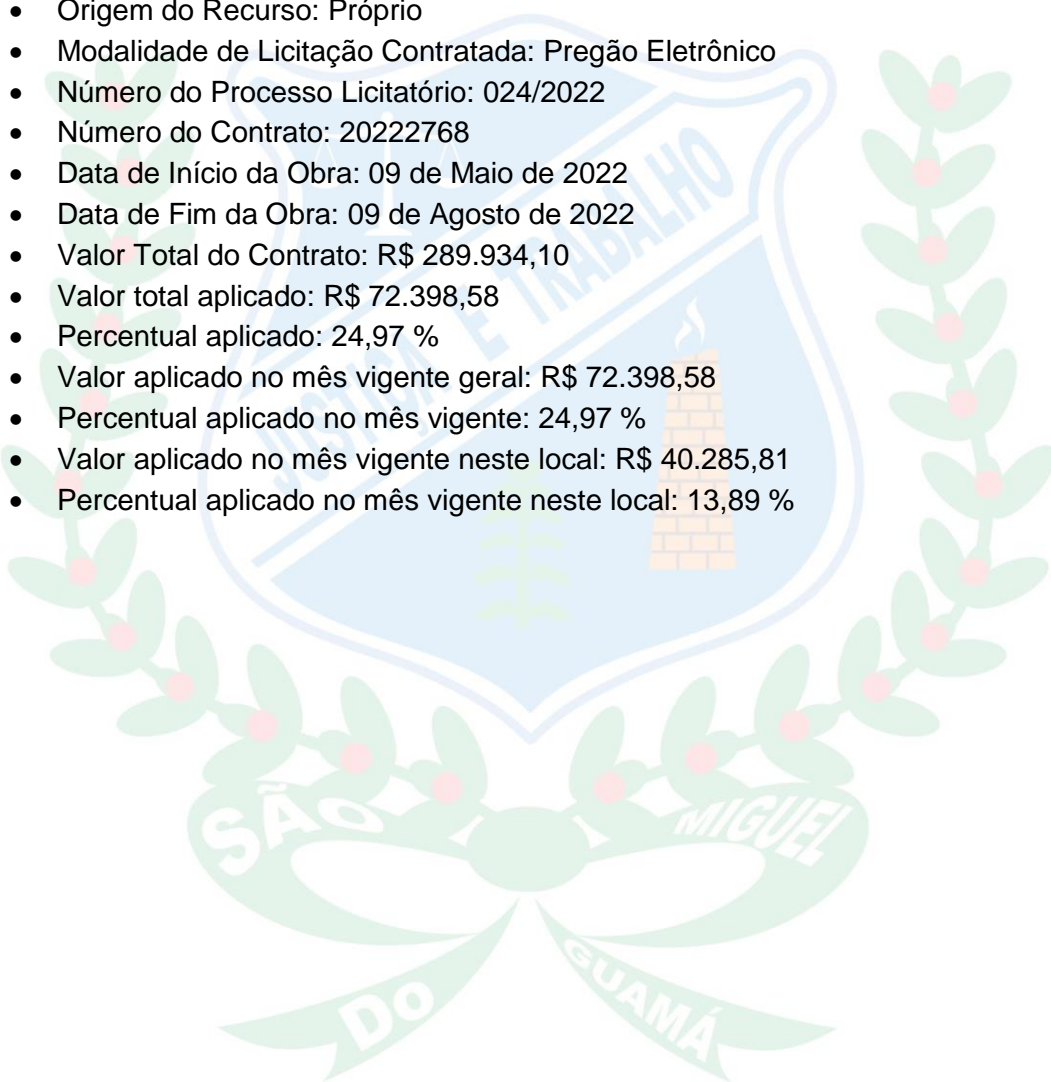 • Origem do Recurso: Próprio
• Modalidade de Licitação Contratada: Pregão Eletrônico
• Número do Processo Licitatório: 024/2022
• Número do Contrato: 20222768
• Data de Início da Obra: 09 de Maio de 2022
• Data de Fim da Obra: 09 de Agosto de 2022
• Valor Total do Contrato: R$ 289.934,10
• Valor total aplicado: R$ 72.398,58
• Percentual aplicado: 24,97 %
• Valor aplicado no mês vigente geral: R$ 72.398,58
• Percentual aplicado no mês vigente: 24,97 %
• Valor aplicado no mês vigente neste local: R$ 40.285,81
• Percentual aplicado no mês vigente neste local: 13,89 %
JUSTIÇA E TRABALHO
SÃO MIGUEL
DO GUAMÁ